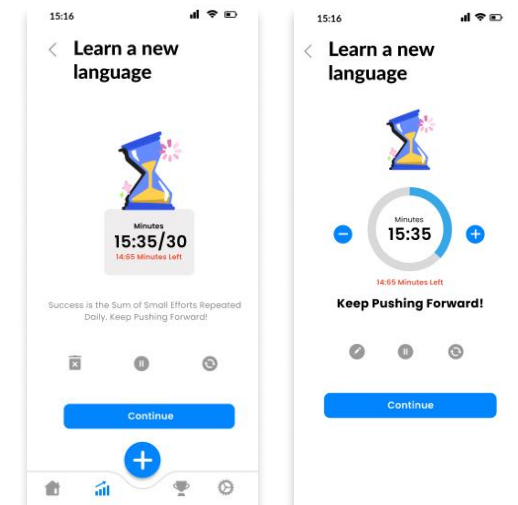 15:16
Learn a new
language
Minutes
15:35/30
14:65 Minutes Left
Success is the Sum of Small Efforts Repeated
Daily. Keep Pushing Forward!
Continue
15:16
Learn a new
language
Minutes
15:35
14:65 Minutes Left
Keep Pushing Forward!
Continue